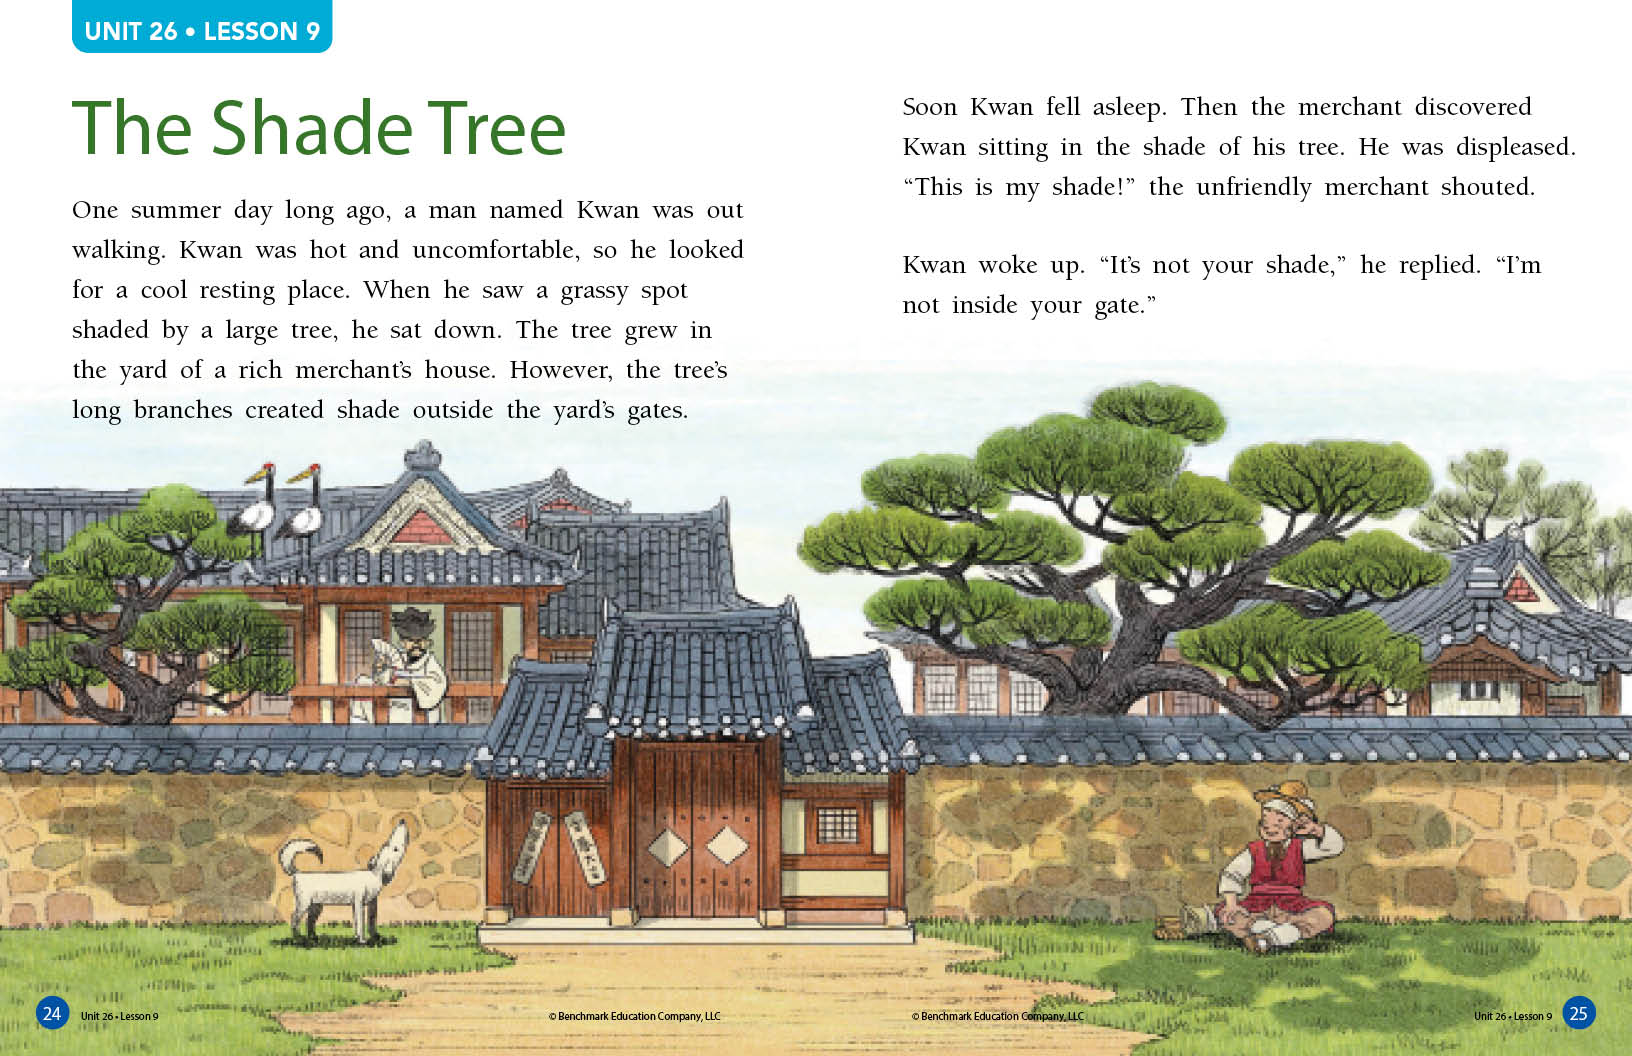 UNIT 26 • LESSON 9
The Shade Tree
One summer day long ago, a man named Kwan was out
walking. Kwan was hot and uncomfortable, so he looked
for a cool resting place. When he saw a grassy spot
shaded by a large tree, he sat down. The tree grew in
the yard of a rich merchant’s house. However, the tree’s
long branches created shade outside the yard’s gates.
Soon Kwan fell asleep. Then the merchant discovered
Kwan sitting in the shade of his tree. He was displeased.
“This is my shade!” the unfriendly merchant shouted.
Kwan woke up. “It’s not your shade,” he replied. “I’m
not inside your gate.”
24
Unit 26 • Lesson 9
© Benchmark Education Company, LLC
© Benchmark Education Company, LLC
Unit 26 • Lesson 9
25